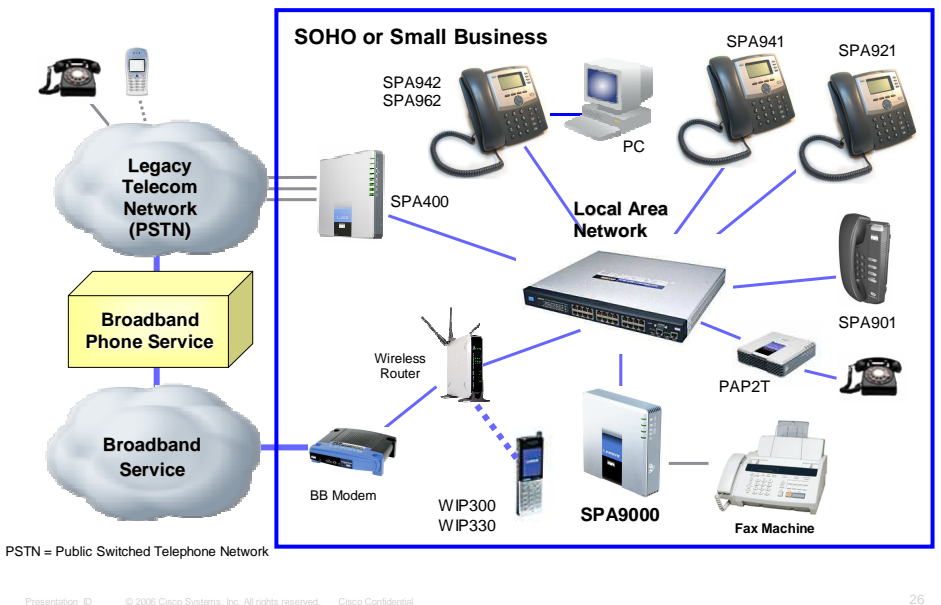 SOHO or Small Business
SPA941
SPA921
SPA942
SPA962
PC
Legacy
Telecom
Network
(PSTN)
SPA400
Local Area
Network
Broadband
Phone Service
SPA901
Wireless
Router
PAP2T
Broadband
Service
BB Modem
WIP300
WIP330
SPA9000
Fax Machine
PSTN = Public Switched Telephone Network
Presentation_ID
© 2006 Cisco Systems, Inc. All rights reserved.
Cisco Confidential
26